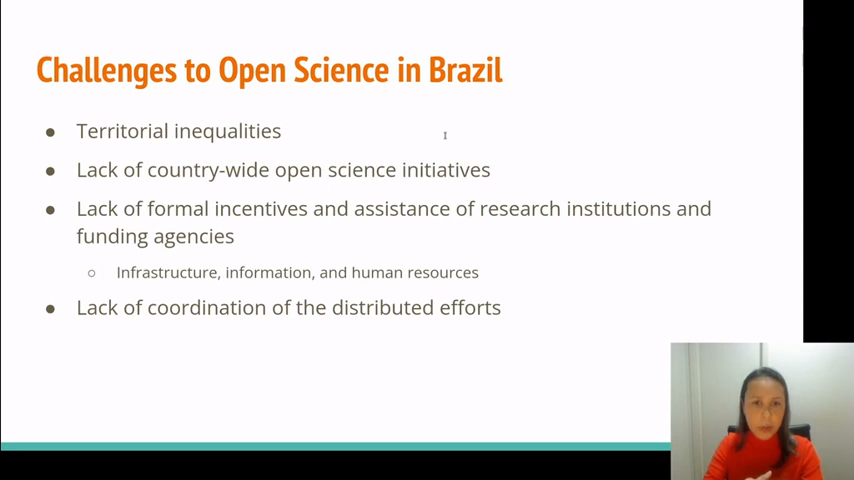 Challenges to Open Science in Brazil
● Territorial inequalities
● Lack of country-wide open science initiatives
● Lack of formal incentives and assistance of research institutions and
funding agencies
○ Infrastructure, information, and human resources
● Lack of coordination of the distributed efforts